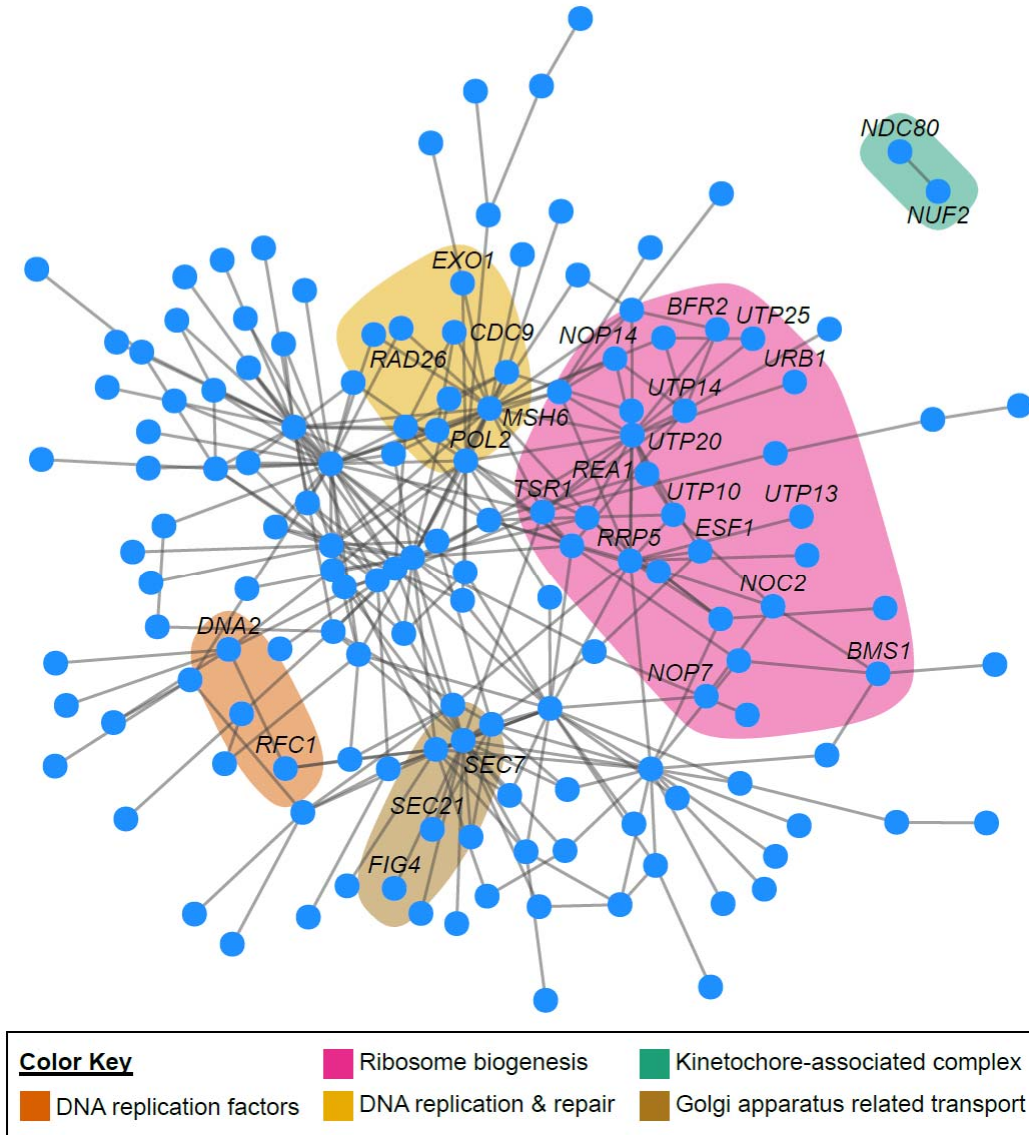 NDC80
NUF2
EXO1
CDC9
RAD26
NOP14
BFR2
UTP25
URB1
UTP14
MSH6
POL2
UTP20
REA1
TSR1
UTP10
UTP13
RRP5
ESF1
NOC2
DNA2
NOP7
BMS1
RFC1
SEC7
SEC21
FIG4
Color Key
Ribosome biogenesis
Kinetochore-associated complex
DNA replication factors
DNA replication & repair
Golgi apparatus related transport